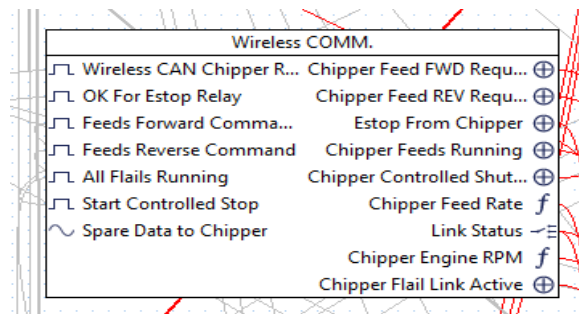 Wireless COMM.
Wireless CAN Chipper R... Chipper Feed FWD Requ...
OK For Estop Relay Chipper Feed REV Requ...
Feeds Forward Comma... Estop From Chipper
Feeds Reverse Command Chipper Feeds Running
All Flails Running Chipper Controlled Shut...
Start Controlled Stop Chipper Feed Rate f
Spare Data to Chipper Link Status
Chipper Engine RPM f
Chipper Flail Link Active